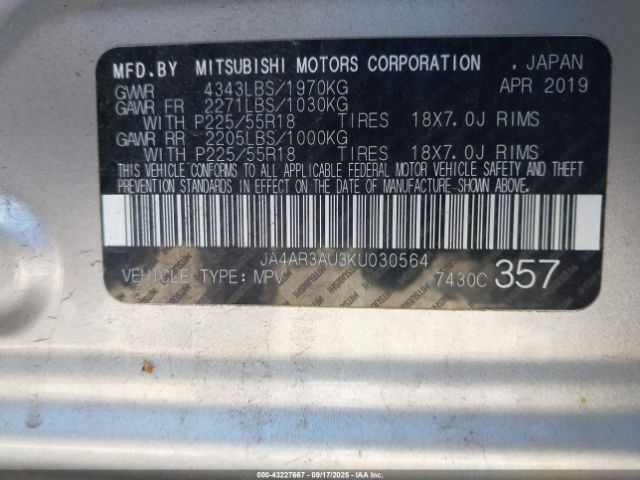 MFD.BY MITSUBISHI MOTORS CORPORATION , JAPAN
GVWR 4343LBS/1970KG APR 2019
GAWR FR 2271LBS/1030KG
WITH P225/55R18 TIRES 18X7.0J RIMS
GAWR RR 2205LBS/1000KG
WITH P225/55R18 TIRES 18X7.0J RIMS
THIS VEHICLE CONFORMS TO ALL APPLICABLE FEDERAL MOTOR VEHICLE SAFETY AND THEFT
PREVENTION STANDARDS IN EFFECT ON THE DATE OF MANUFACTURE SHOWN ABOVE.
JA4AR3AU3KU030564
VEHICLE TYPE: MPV 7430C 357
000-43227667 - 09/17/2025 - Copyright IAA, Inc.